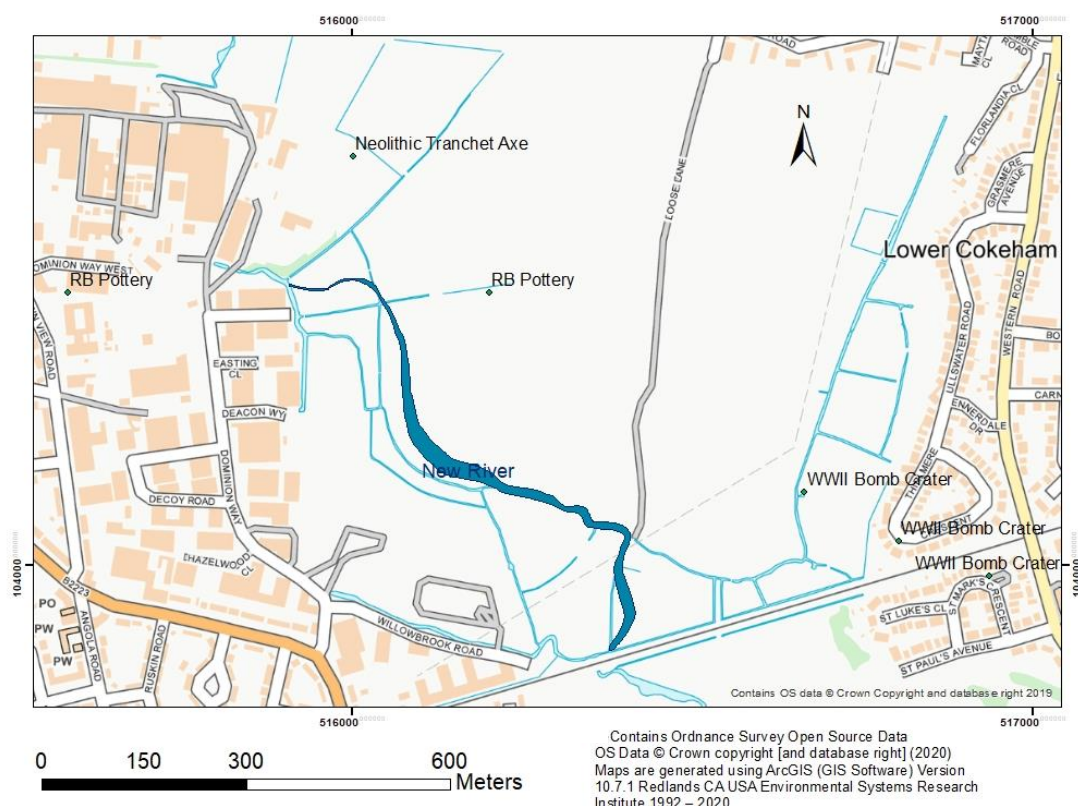 516000
517000
ROAD
ROAD
FLORLANDIA CL
N
Neolithic Tranchet Axe
GRASMERE
AVENUE
LOOSE LANE
Lower Cokeham
DOMINION WAY WEST
RB Pottery
RB Pottery
WESTERN ROAD
ULLSWATER ROAD
EASTING
CL
DEACON WY
ENNERDALE
DR
New River
WWII Bomb Crater
DECOY ROAD
DOMINION WAY
CRESCENT
WWII Bomb Crater
HAZELWOOD
CL
WWII Bomb Crater
104000
104000
B2223
PO
PW
PW
ANGOLA ROAD
RUSKIN ROAD
WILLOWBROOK ROAD
ST LUKE'S CL
ST MARK'S
CRESCENT
ST PAUL'S AVENUE
Contains OS data © Crown Copyright and database right 2019
516000
517000
0 150 300 600
Meters
Contains Ordnance Survey Open Source Data
OS Data © Crown copyright [and database right] (2020)
Maps are generated using ArcGIS (GIS Software) Version
10.7.1 Redlands CA USA Environmental Systems Research
Institute 1992 – 2020